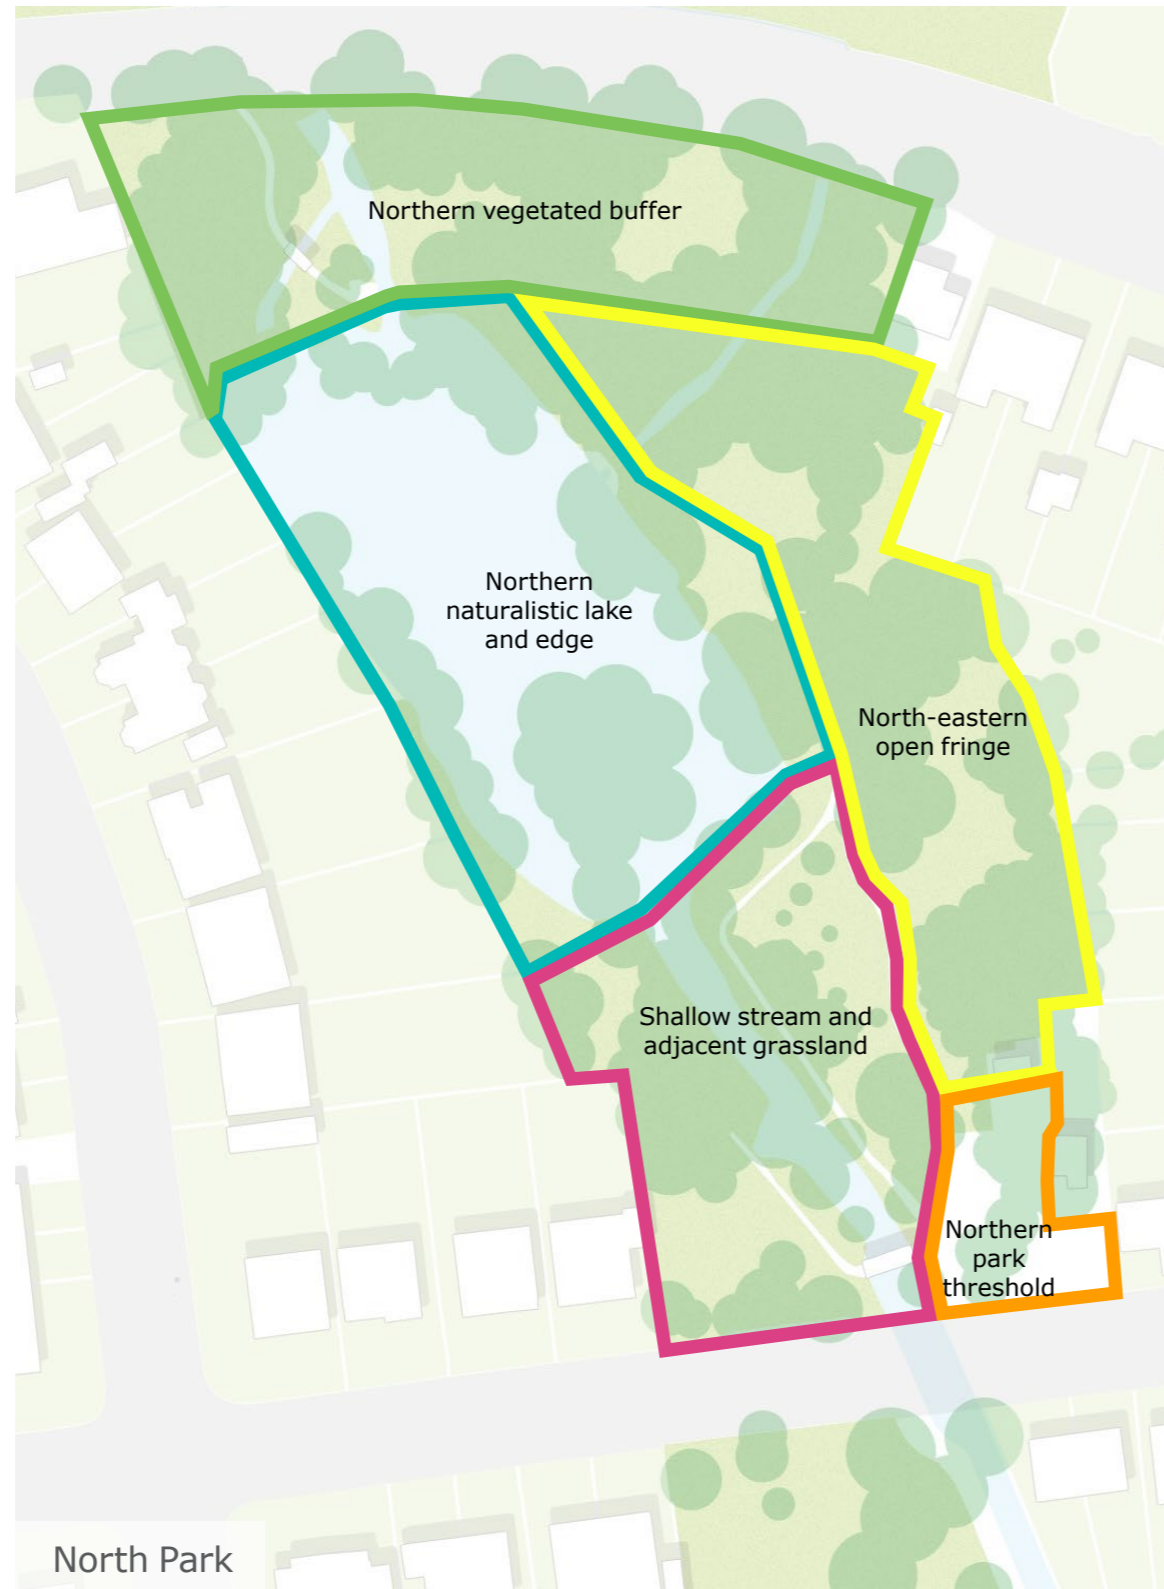 Northern vegetated buffer
Northern
naturalistic lake
and edge
North-eastern
open fringe
Shallow stream and
adjacent grassland
Northern
park
threshold
North Park